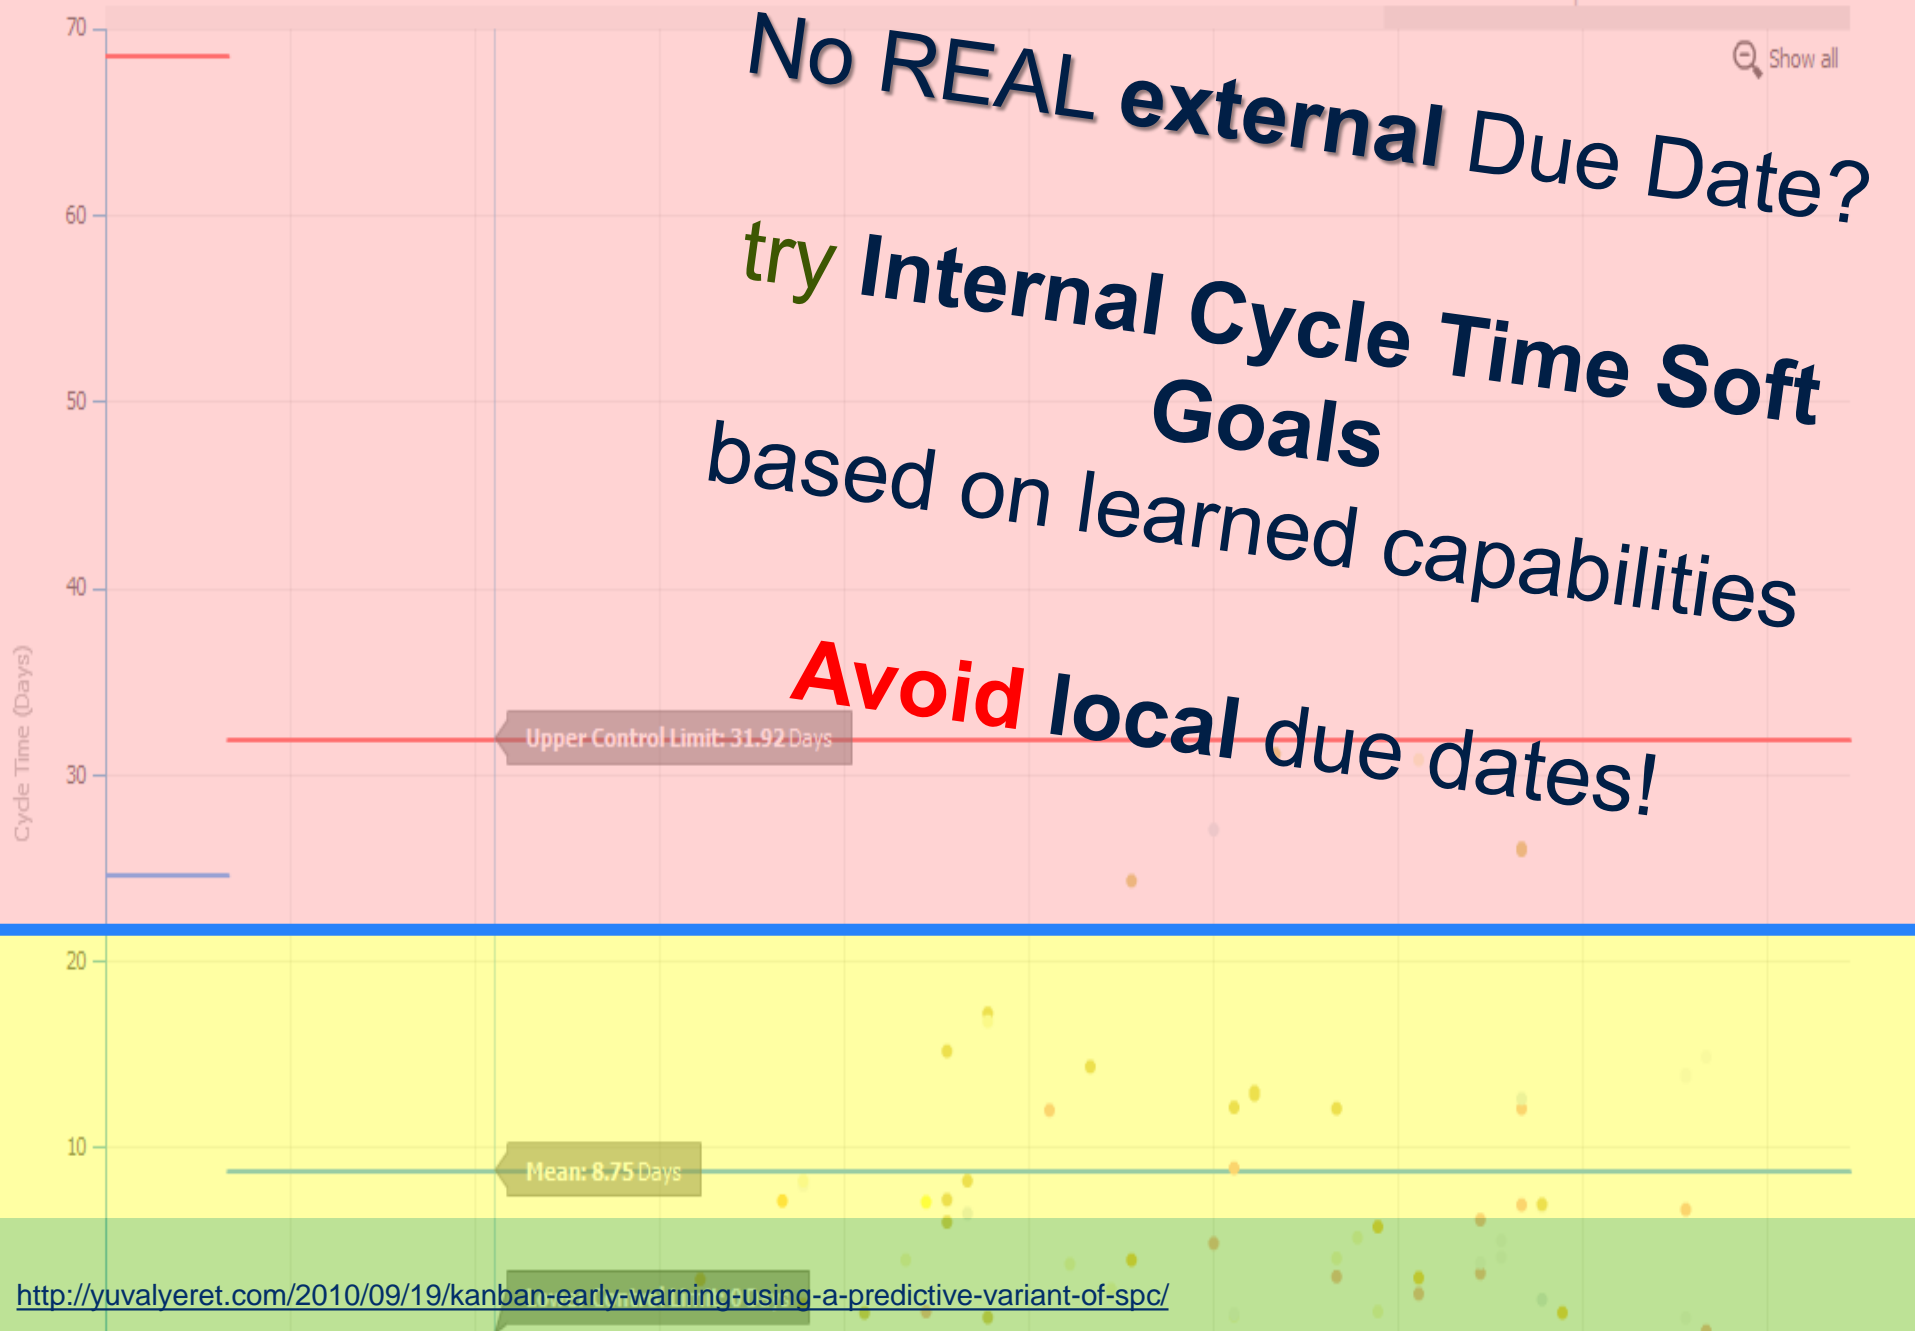 70
Show all
No REAL external Due Date?
60
try Internal Cycle Time Soft
Goals
50
based on learned capabilities
40
Cycle Time (Days)
Avoid local due dates!
Upper Control Limit: 31.92 Days
30
20
10
Mean: 8.75 Days
http://yuvalyeret.com/2010/09/19/kanban-early-warning-using-a-predictive-variant-of-spc/